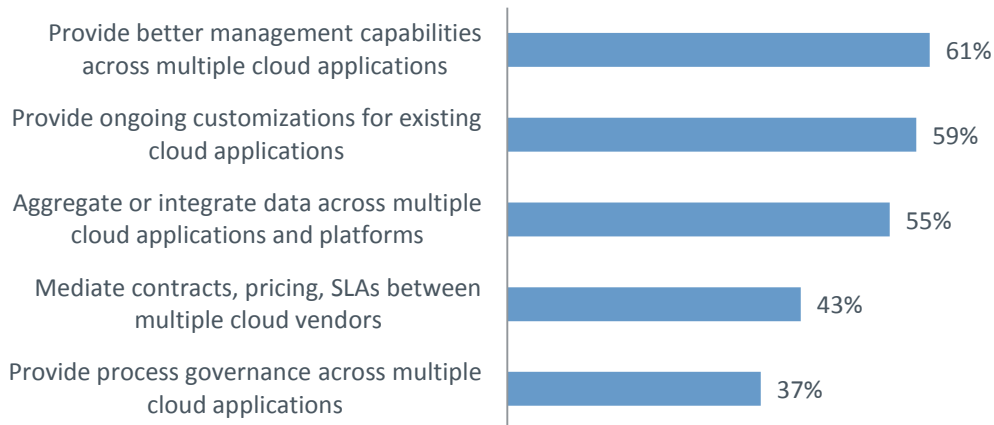 Provide better management capabilities
across multiple cloud applications
61%
Provide ongoing customizations for existing
cloud applications
59%
Aggregate or integrate data across multiple
cloud applications and platforms
55%
Mediate contracts, pricing, SLAs between
multiple cloud vendors
43%
Provide process governance across multiple
cloud applications
37%